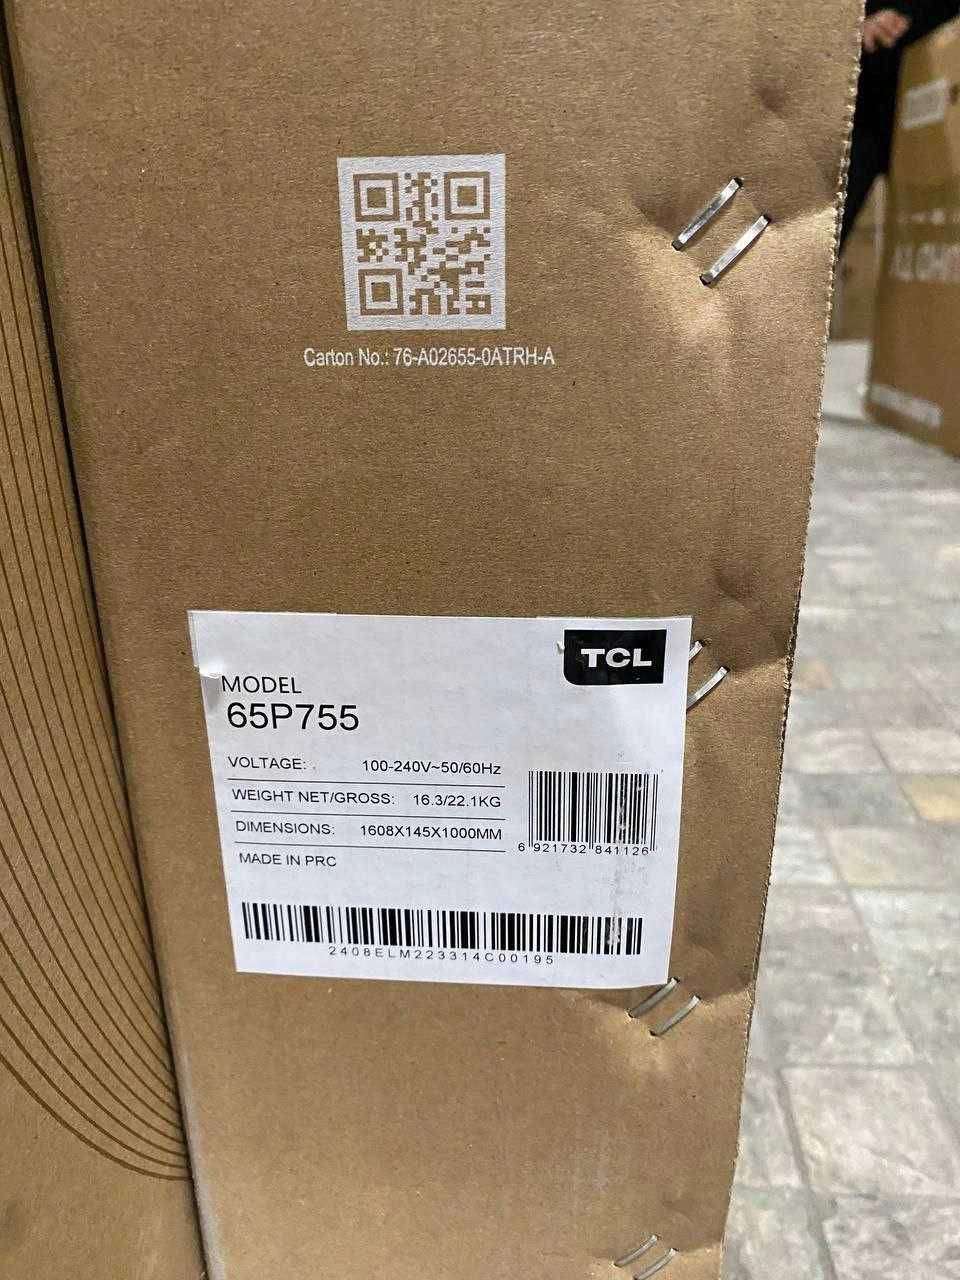 Carton No.: 76-A02655-0ATRH-A
TCL
MODEL
65P755
VOLTAGE: 100-240V~50/60Hz
WEIGHT NET/GROSS: 16.3/22.1KG
DIMENSIONS: 1608X145X1000MM
MADE IN PRC
6 921732 841126
2408ELM223314C00195